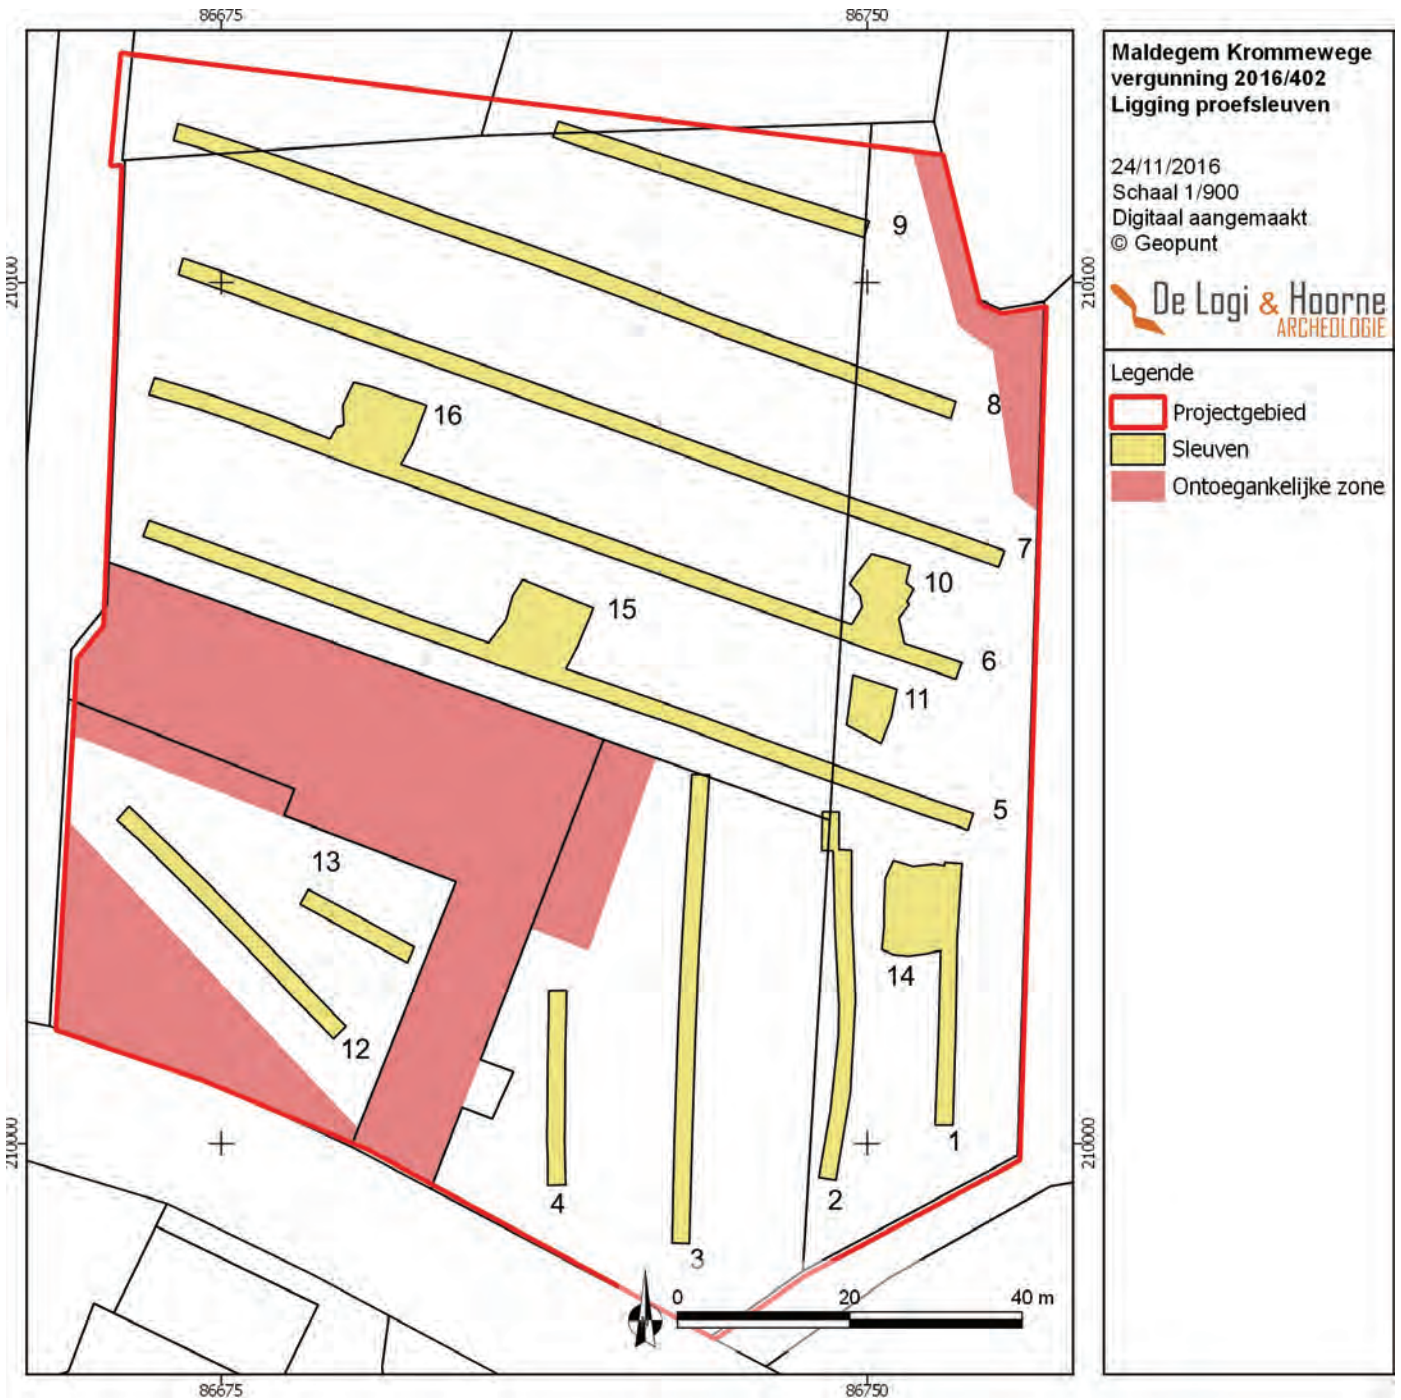 86675
86750
210100
210100
210000
210000
86675
86750
9
8
16
7
10
15
6
11
5
13
14
12
1
4
2
3
0
20
40 m
Maldegem Krommewege
vergunning 2016/402
Ligging proefsleuven
24/11/2016
Schaal 1/900
Digitaal aangemaakt
© Geopunt
De Logi & Hoorne
ARCHEOLOGIE
Legende
Projectgebied
Sleuven
Ontoegankelijke zone